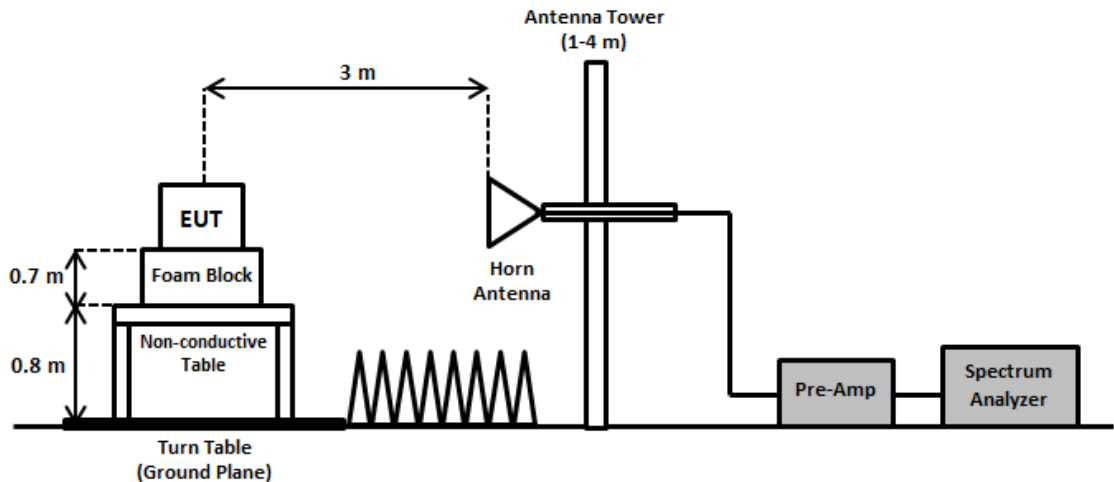 Antenna Tower
(1-4 m)
3 m
EUT
0.7 m
Foam Block
Horn
Antenna
0.8 m
Non-conductive
Table
Pre-Amp
Spectrum
Analyzer
Turn Table
(Ground Plane)